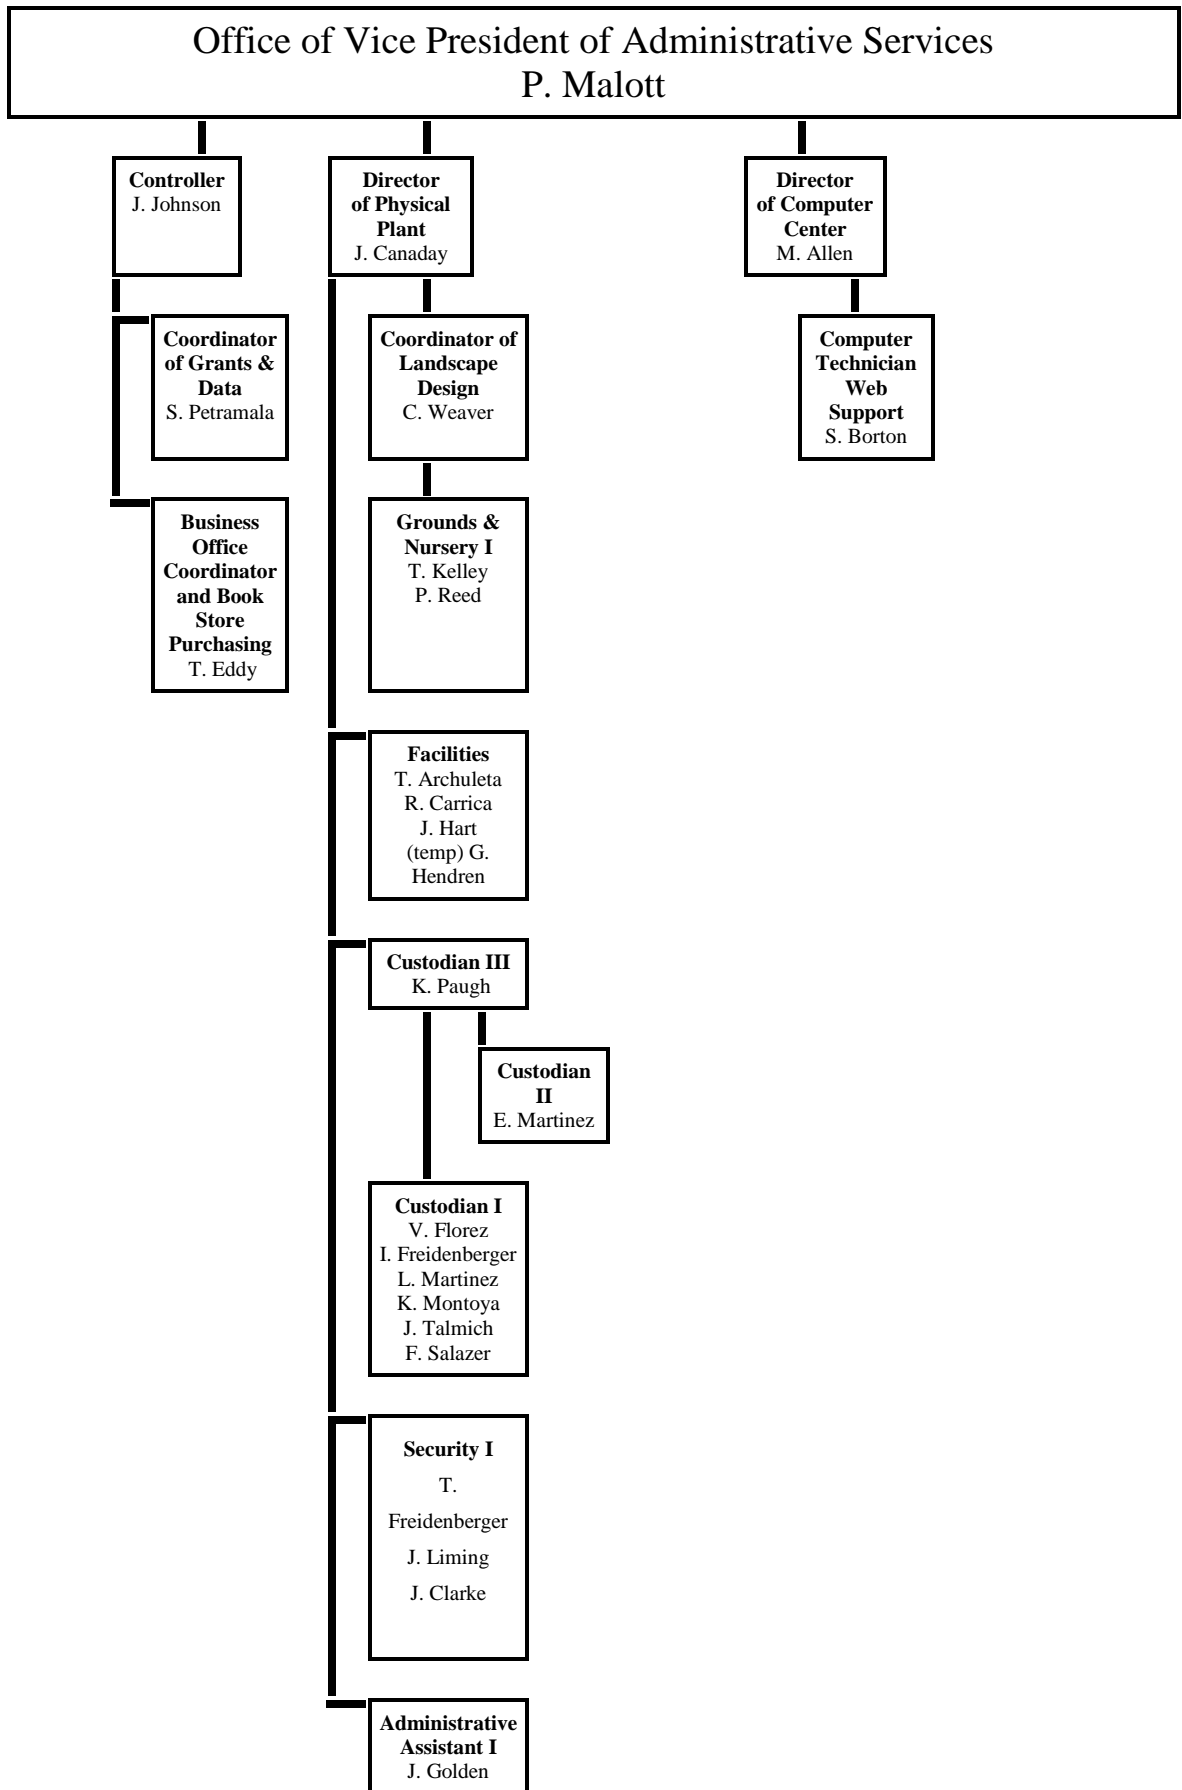 Office of Vice President of Administrative Services
P. Malott
Controller
J. Johnson
Director
of Physical
Plant
J. Canaday
Director
of Computer
Center
M. Allen
Coordinator
of Grants &
Data
S. Petramala
Coordinator of
Landscape
Design
C. Weaver
Computer
Technician
Web
Support
S. Borton
Business
Office
Coordinator
and Book
Store
Purchasing
T. Eddy
Grounds &
Nursery I
T. Kelley
P. Reed
Facilities
T. Archuleta
R. Carrica
J. Hart
(temp) G.
Hendren
Custodian III
K. Paugh
Custodian
II
E. Martinez
Custodian I
V. Florez
I. Freidenberger
L. Martinez
K. Montoya
J. Talmich
F. Salazer
Security I
T.
Freidenberger
J. Liming
J. Clarke
Administrative
Assistant I
J. Golden